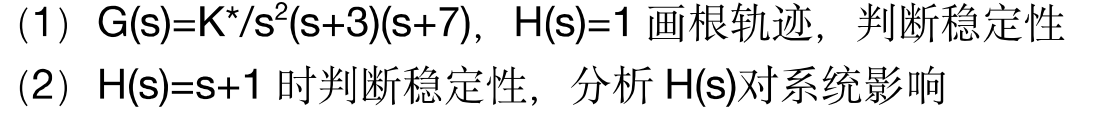 （1）G(s)=K*/s²(s+3)(s+7)，H(s)=1 画根轨迹，判断稳定性
（2）H(s)=s+1 时判断稳定性，分析 H(s)对系统影响